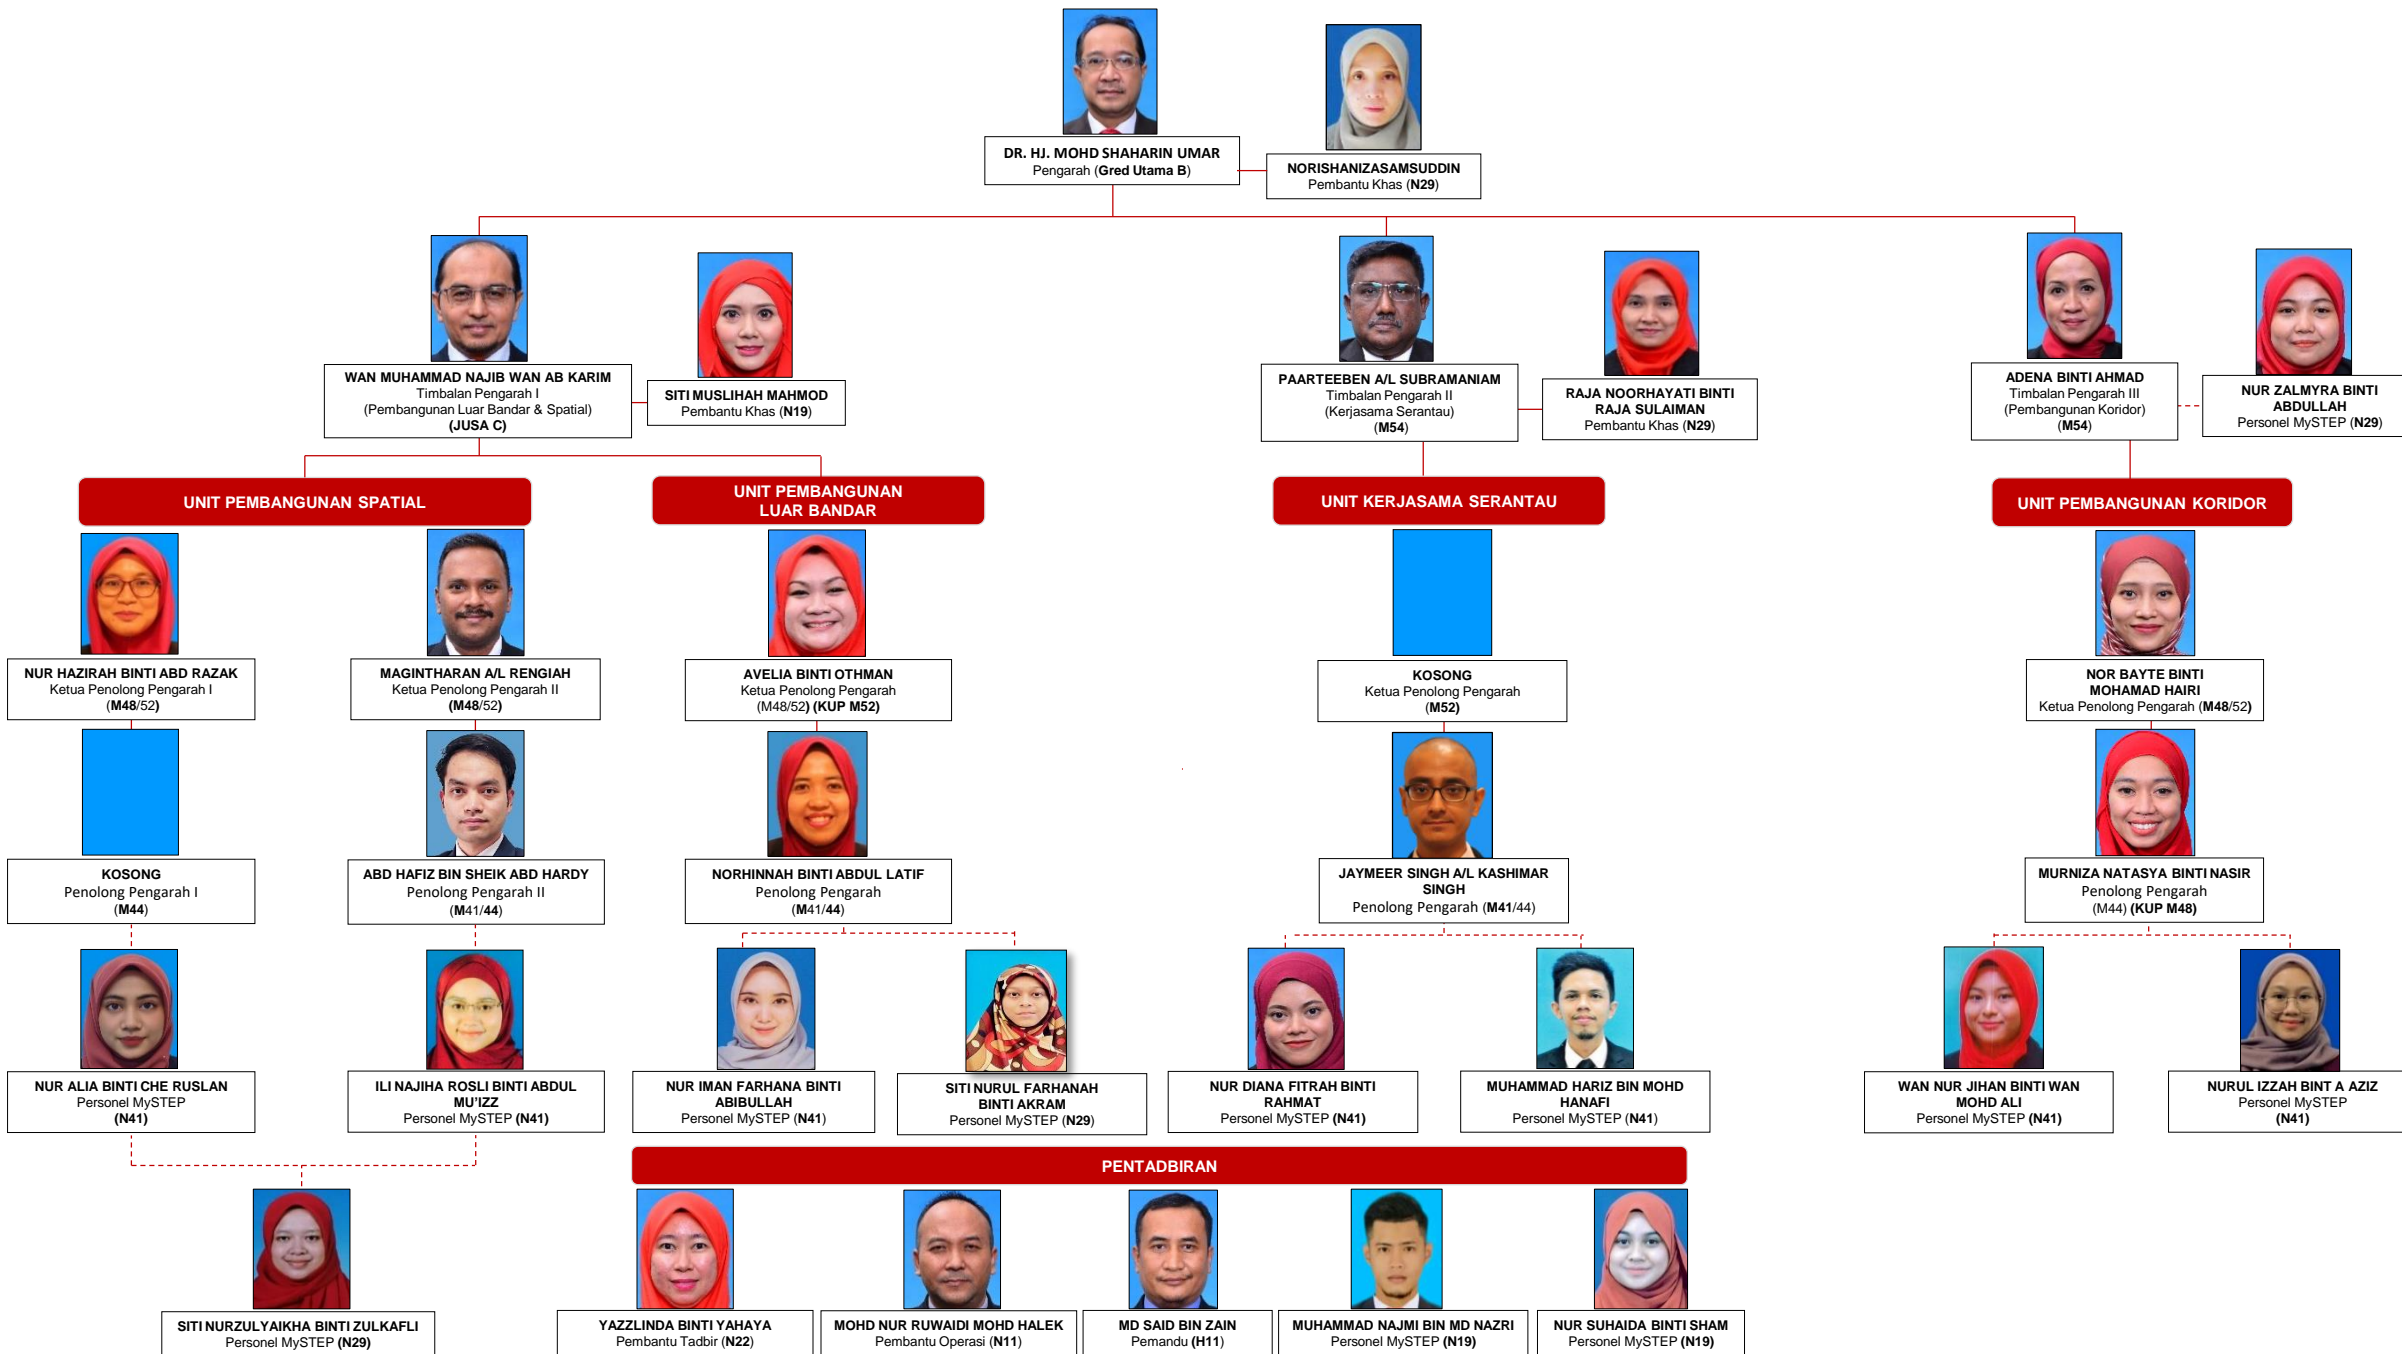 DR. HJ. MOHD SHAHARIN UMAR
Pengarah (Gred Utama B)
NORISHANIZASAMSUDDIN
Pembantu Khas (N29)
WAN MUHAMMAD NAJIB WAN AB KARIM
Timbalan Pengarah I
(Pembangunan Luar Bandar & Spatial)
(JUSA C)
SITI MUSLIHAH MAHMOD
Pembantu Khas (N19)
PAARTEEBEN A/L SUBRAMANIAM
Timbalan Pengarah II
(Kerjasama Serantau)
(M54)
RAJA NOORHAYATI BINTI
RAJA SULAIMAN
Pembantu Khas (N29)
ADENA BINTI AHMAD
Timbalan Pengarah III
(Pembangunan Koridor)
(M54)
NUR ZALMYRA BINTI
ABDULLAH
Personel MySTEP (N29)
UNIT PEMBANGUNAN SPATIAL
UNIT PEMBANGUNAN
LUAR BANDAR
UNIT KERJASAMA SERANTAU
UNIT PEMBANGUNAN KORIDOR
NUR HAZIRAH BINTI ABD RAZAK
Ketua Penolong Pengarah I
(M48/52)
MAGINTHARAN A/L RENGIAH
Ketua Penolong Pengarah II
(M48/52)
AVELIA BINTI OTHMAN
Ketua Penolong Pengarah
(M48/52) (KUP M52)
KOSONG
Ketua Penolong Pengarah
(M52)
NOR BAYTE BINTI
MOHAMAD HAIRI
Ketua Penolong Pengarah (M48/52)
KOSONG
Penolong Pengarah I
(M44)
ABD HAFIZ BIN SHEIK ABD HARDY
Penolong Pengarah II
(M41/44)
NORHINNAH BINTI ABDUL LATIF
Penolong Pengarah
(M41/44)
JAYMEER SINGH A/L KASHIMAR
SINGH
Penolong Pengarah (M41/44)
MURNIZA NATASYA BINTI NASIR
Penolong Pengarah
(M44) (KUP M48)
NUR ALIA BINTI CHE RUSLAN
Personel MySTEP
(N41)
ILI NAJIHA ROSLI BINTI ABDUL
MU'IZZ
Personel MySTEP (N41)
NUR IMAN FARHANA BINTI
ABIBULLAH
Personel MySTEP (N41)
SITI NURUL FARHANAH
BINTI AKRAM
Personel MySTEP (N29)
NUR DIANA FITRAH BINTI
RAHMAT
Personel MySTEP (N41)
MUHAMMAD HARIZ BIN MOHD
HANAFI
Personel MySTEP (N41)
WAN NUR JIHAN BINTI WAN
MOHD ALI
Personel MySTEP (N41)
NURUL IZZAH BINT A AZIZ
Personel MySTEP
(N41)
PENTADBIRAN
SITI NURZULYAIKHA BINTI ZULKAFLI
Personel MySTEP (N29)
YAZZLINDA BINTI YAHAYA
Pembantu Tadbir (N22)
MOHD NUR RUWAIDI MOHD HALEK
Pembantu Operasi (N11)
MD SAID BIN ZAIN
Pemandu (H11)
MUHAMMAD NAJMI BIN MD NAZRI
Personel MySTEP (N19)
NUR SUHAIDA BINTI SHAM
Personel MySTEP (N19)